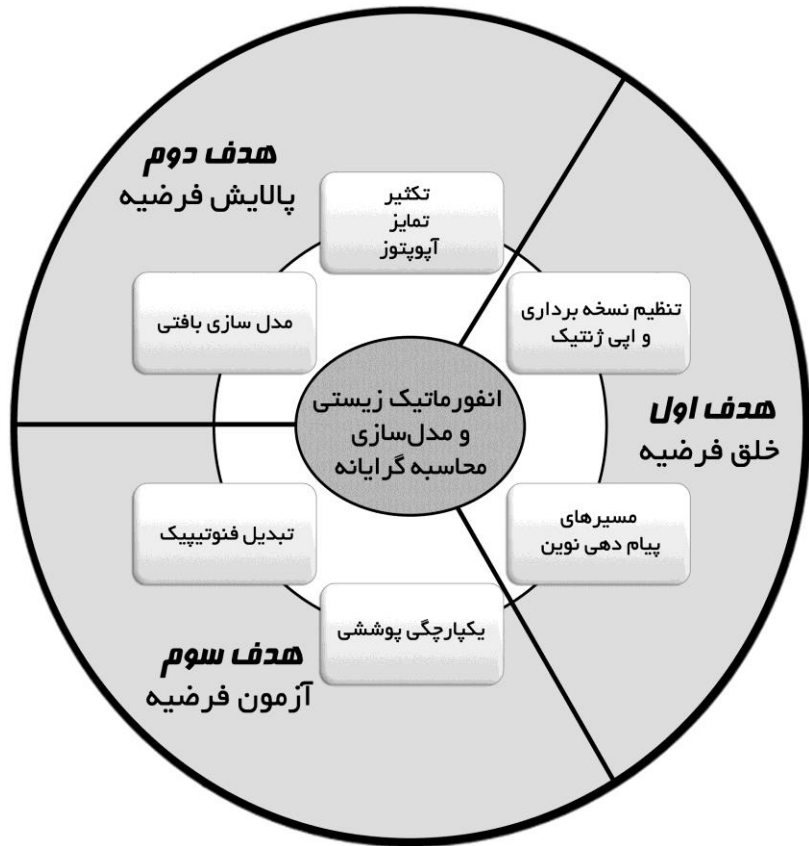 هدف دوم
پالایش فرضیه
تکثیر
تمایز
آپوپتوز
مدل سازی بافتی
تنظیم نسخه برداری
و اپی ژنتیک
هدف اول
خلق فرضیه
انفورماتیک زیستی
و مدل‌سازی
محاسبه گرایانه
مسیرهای
پیام دهی نوین
تبدیل فنوتیپیک
یکپارچگی پوششی
هدف سوم
آزمون فرضیه